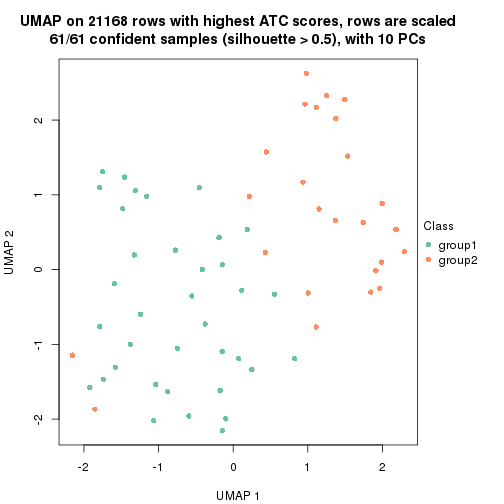 UMAP on 21168 rows with highest ATC scores, rows are scaled
61/61 confident samples (silhouette > 0.5), with 10 PCs
2
1
0
-1
-2
UMAP 2
-2
-1
0
1
2
UMAP 1
Class
group1
group2